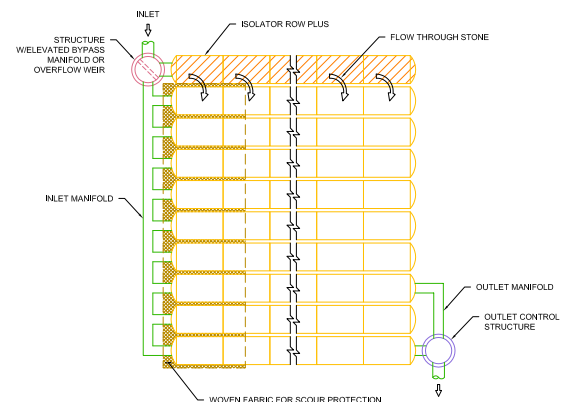 INLET
ISOLATOR ROW PLUS
STRUCTURE
W/ELEVATED BYPASS
MANIFOLD OR
OVERFLOW WEIR
FLOW THROUGH STONE
INLET MANIFOLD
OUTLET MANIFOLD
OUTLET CONTROL
STRUCTURE
WOVEN FABRIC FOR SCOUR PROTECTION